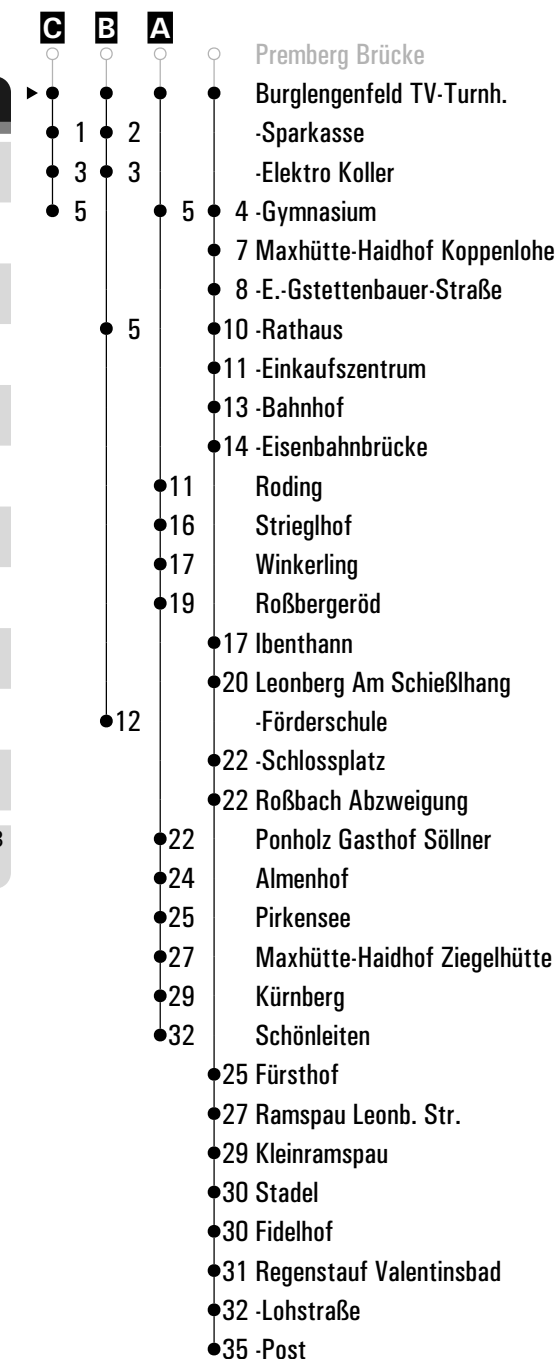 C B A
Premberg Brücke
Burglengenfeld TV-Turnh.
1 2 -Sparkasse
3 3 -Elektro Koller
5 5 4 -Gymnasium
7 Maxhütte-Haidhof Koppenlohe
8 -E.-Gstettenbauer-Straße
5 10 -Rathaus
11 -Einkaufszentrum
13 -Bahnhof
14 -Eisenbahnbrücke
11 Roding
16 Strieglhof
17 Winkerling
19 Roßbergeröd
17 Ibenthann
20 Leonberg Am Schießlhang
12 -Förderschule
22 -Schlossplatz
22 Roßbach Abzweigung
22 Ponholz Gasthof Söllner
24 Almenhof
25 Pirkensee
27 Maxhütte-Haidhof Ziegelhütte
29 Kürnberg
32 Schönleiten
25 Fürsthof
27 Ramspau Leonb. Str.
29 Kleinramspau
30 Stadel
30 Fidelhof
31 Regenstauf Valentinsbad
32 -Lohstraße
35 -Post